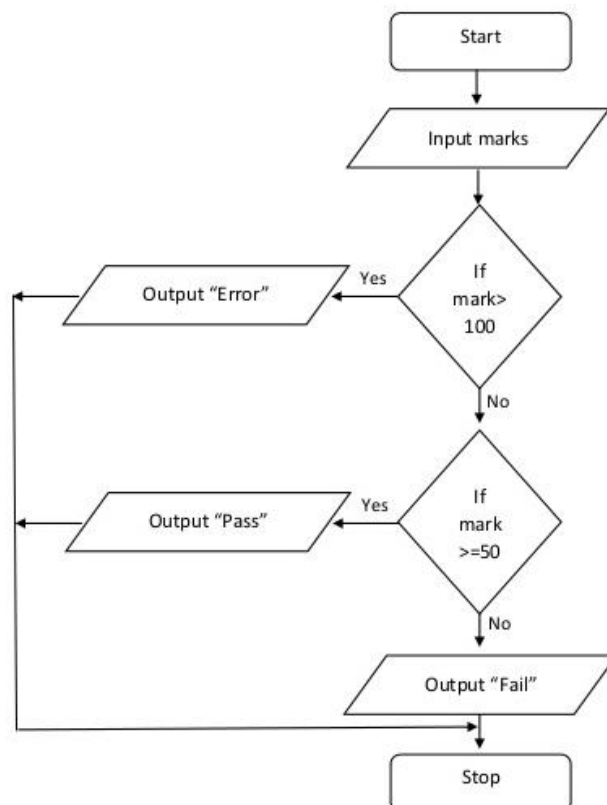 Start
Input marks
If
mark>
100
Yes
Output “Error”
No
If
mark
>=50
Yes
Output “Pass”
No
Output “Fail”
Stop